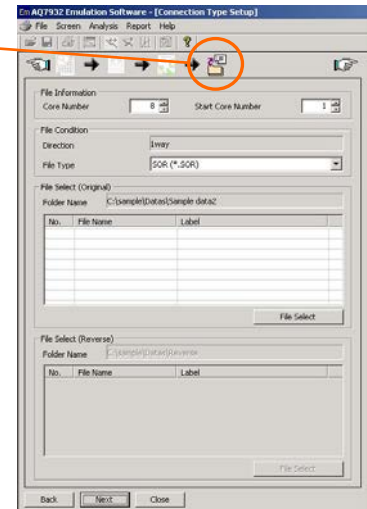 Em AQ7932 Emulation Software - [Connection Type Setup]
File Screen Analysis Report Help
File Information
Core Number 8 Start Core Number 1
File Condition
Direction 1way
File Type SOR (*.SOR)
File Select (Original)
Folder Name C:\sample\Datas\Sample data2
No. File Name Label
File Select
File Select (Reverse)
Folder Name C:\sample\Datas\Reverse
No. File Name Label
File Select
Back Next Close